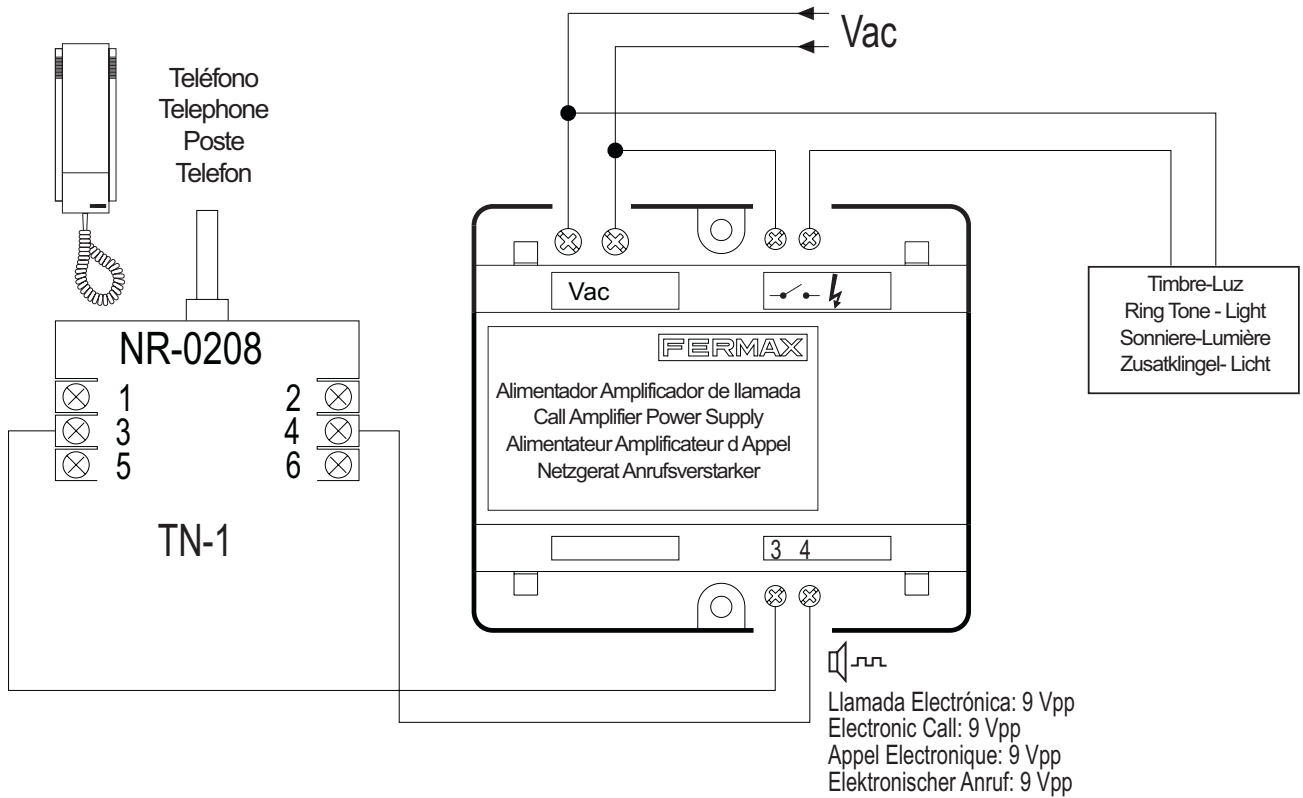 Vac
Teléfono
Telephone
Poste
Telefon
Vac
Timbre-Luz
Ring Tone - Light
Sonniere-Lumière
Zusatklingel- Licht
NR-0208
1 2
3 4
5 6
TN-1
FERMAX
Alimentador Amplificador de llamada
Call Amplifier Power Supply
Alimentateur Amplificateur d Appel
Netzgerat Anrufsverstarker
3 4
Llamada Electrónica: 9 Vpp
Electronic Call: 9 Vpp
Appel Electronique: 9 Vpp
Elektronischer Anruf: 9 Vpp